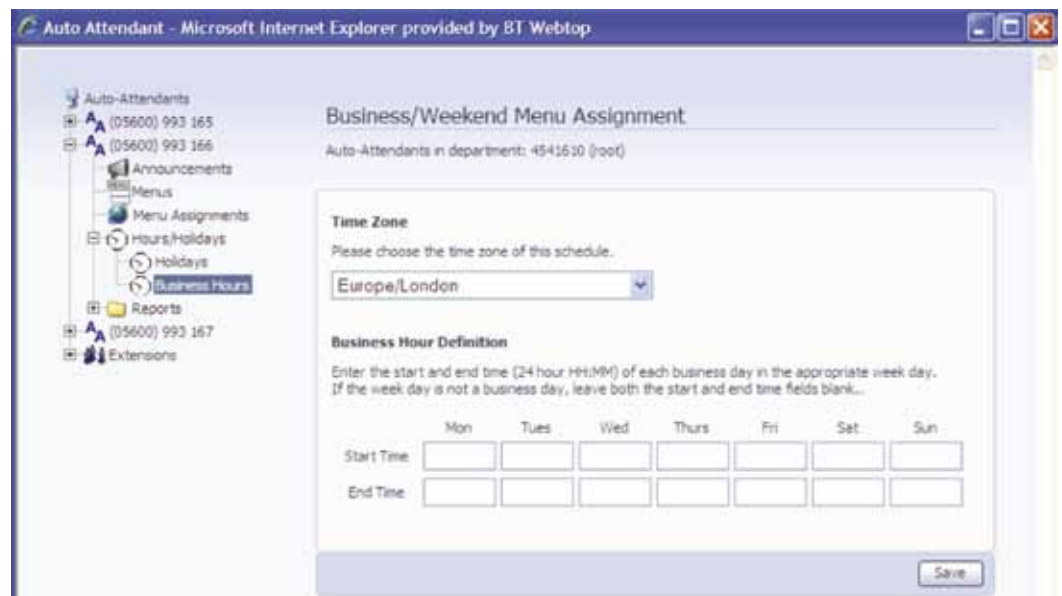 Auto Attendant - Microsoft Internet Explorer provided by BT Webtop
Auto-Attendants
(05600) 993 165
(05600) 993 166
Announcements
Menus
Menu Assignments
Hours/Holidays
Holidays
Business Hours
Reports
(05600) 993 167
Extensions
Business/Weekend Menu Assignment
Auto-Attendants in department: 4541610 (root)
Time Zone
Please choose the time zone of this schedule.
Europe/London
Business Hour Definition
Enter the start and end time (24 hour HH:MM) of each business day in the appropriate week day.
If the week day is not a business day, leave both the start and end time fields blank...
Mon Tues Wed Thurs Fri Sat Sun
Start Time
End Time
Save